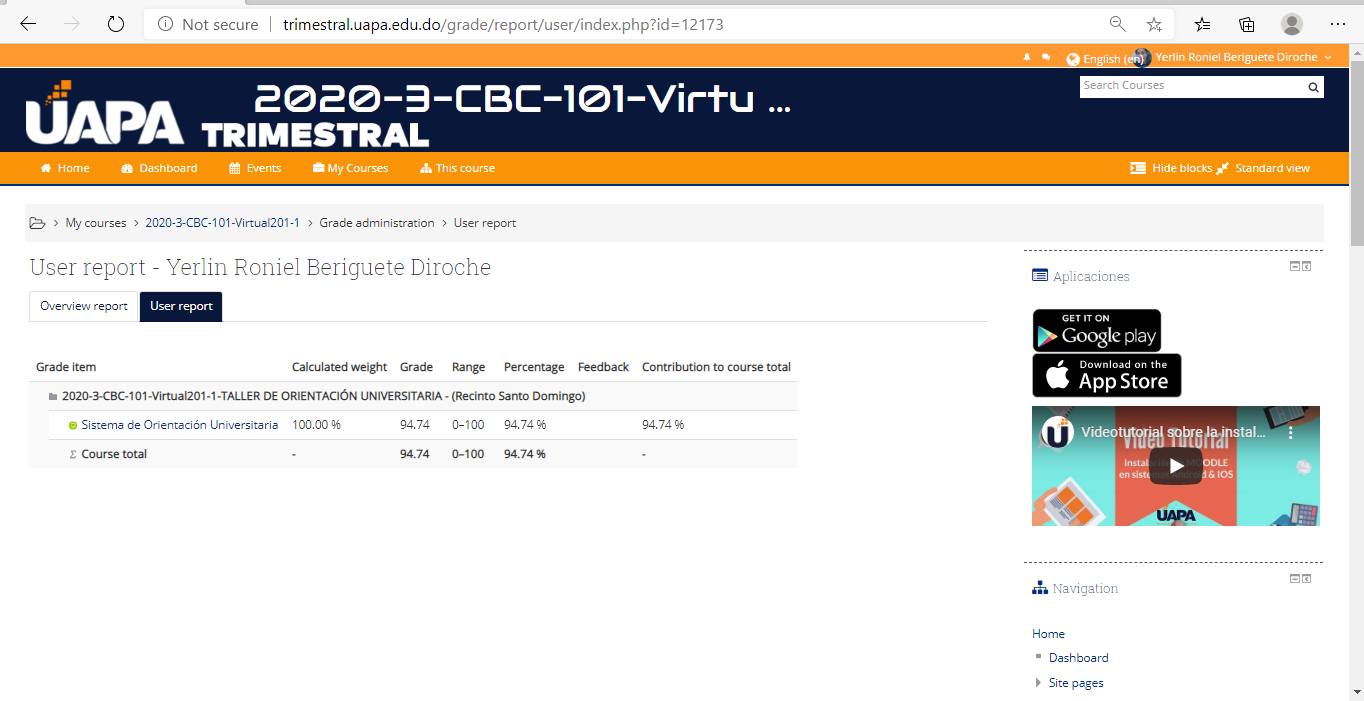 Not secure | trimestral.uapa.edu.do/grade/report/user/index.php?id=12173
English (en) Yerlin Roniel Beriguete Diroche
UAPA TRIMESTRAL
2020-3-CBC-101-Virtu ...
Search Courses
Home Dashboard Events My Courses This course Hide blocks Standard view
> My courses > 2020-3-CBC-101-Virtual201-1 > Grade administration > User report
User report - Yerlin Roniel Beriguete Diroche
Overview report User report
Grade item Calculated weight Grade Range Percentage Feedback Contribution to course total
2020-3-CBC-101-Virtual201-1-TALLER DE ORIENTACIÓN UNIVERSITARIA - (Recinto Santo Domingo)
Sistema de Orientación Universitaria 100.00 % 94.74 0–100 94.74 % 94.74 %
Σ Course total - 94.74 0–100 94.74 % -
Aplicaciones
GET IT ON
Google play
Download on the
App Store
Videotutorial sobre la instal...
Video Tutorial
MOODLE
en sistemas Android & IOS
UAPA
Navigation
Home
Dashboard
Site pages